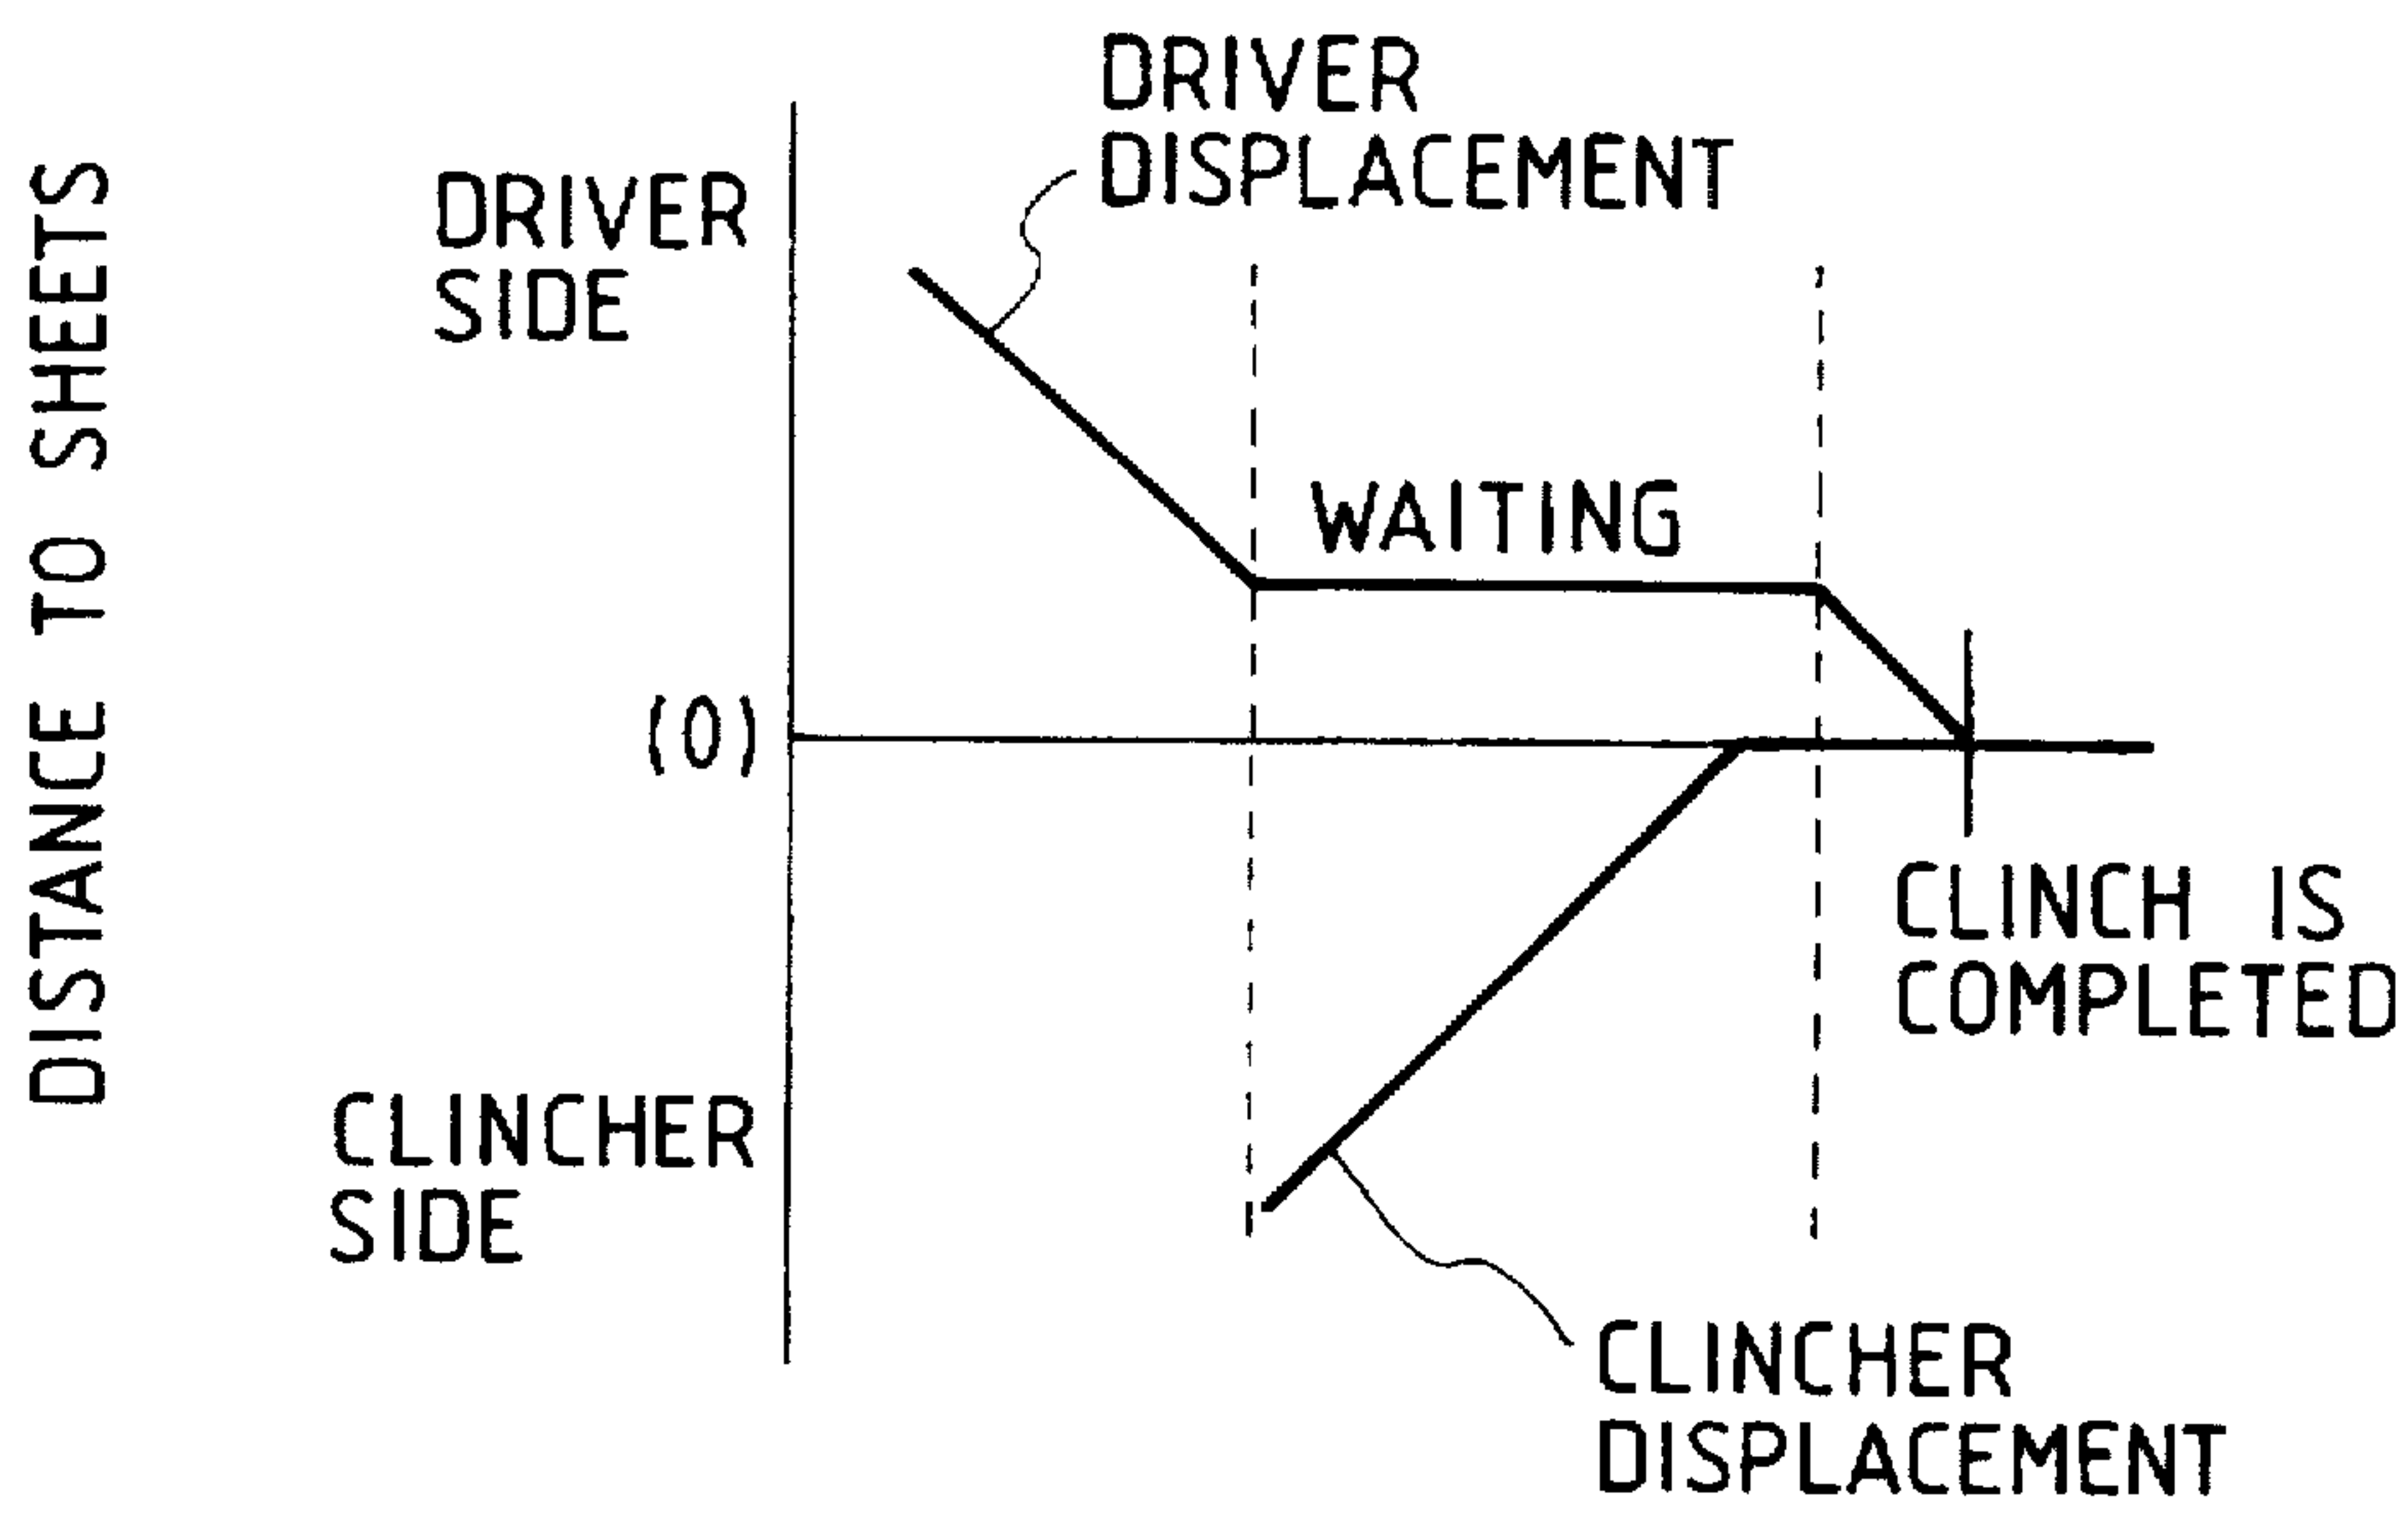 DRIVER
DISPLACEMENT
DRIVER
SIDE
DISTANCE TO SHEETS
WAITING
(0)
CLINCH IS
COMPLETED
CLINCHER
SIDE
CLINCHER
DISPLACEMENT